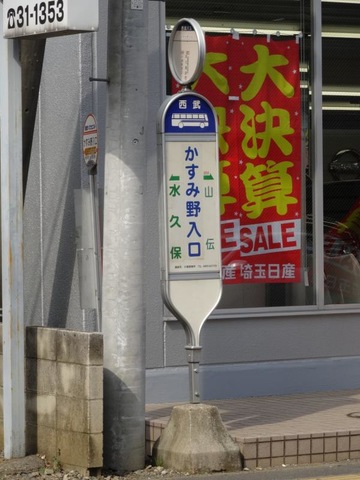 ☎31-1353
西武
かすみ野入口
水久保
山伝
大決算
SALE
埼玉日産